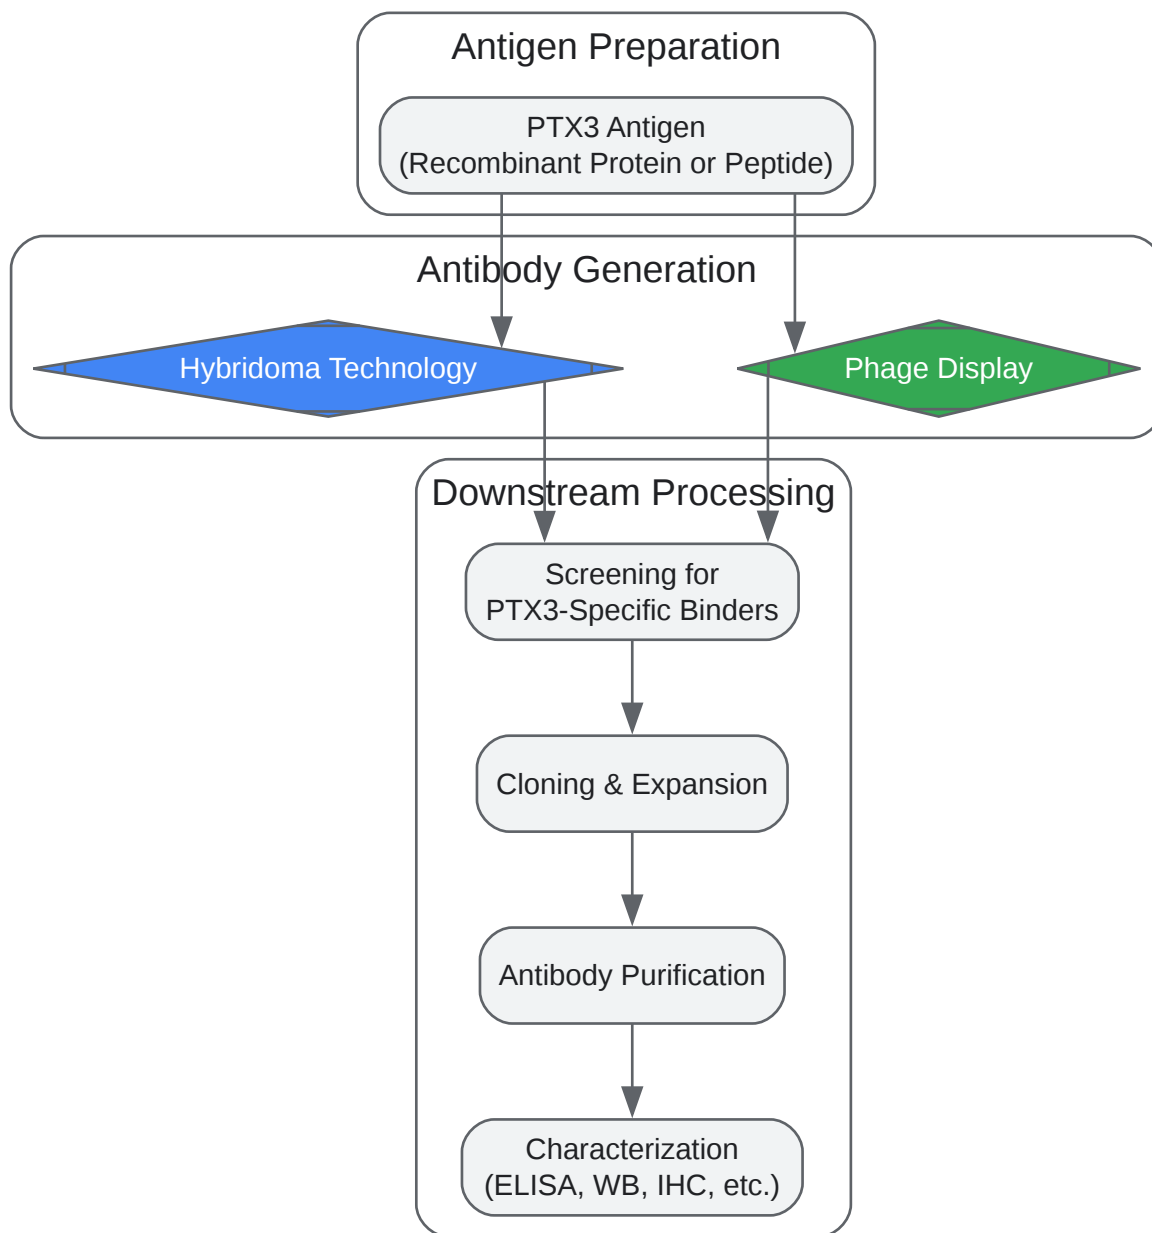 Antigen Preparation
PTX3 Antigen
(Recombinant Protein or Peptide)
Antibody Generation
Hybridoma Technology
Phage Display
Downstream Processing
Screening for
PTX3-Specific Binders
Cloning & Expansion
Antibody Purification
Characterization
(ELISA, WB, IHC, etc.)